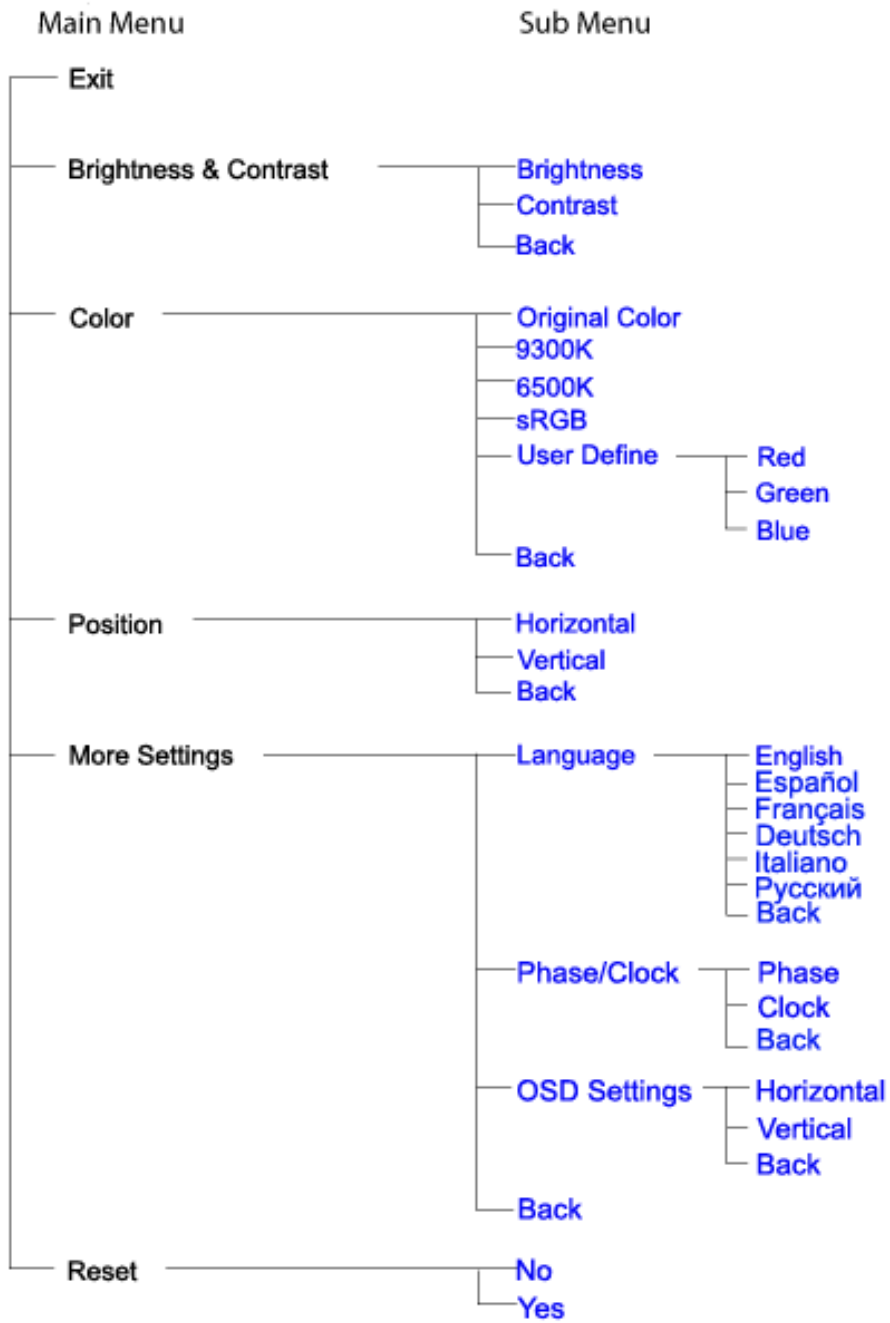 Main Menu Sub Menu
Exit
Brightness & Contrast Brightness
Contrast
Back
Color Original Color
9300K
6500K
sRGB
User Define Red
Green
Blue
Back
Position Horizontal
Vertical
Back
More Settings Language English
Español
Français
Deutsch
Italiano
Русский
Back
Phase/Clock Phase
Clock
Back
OSD Settings Horizontal
Vertical
Back
Back
Reset No
Yes